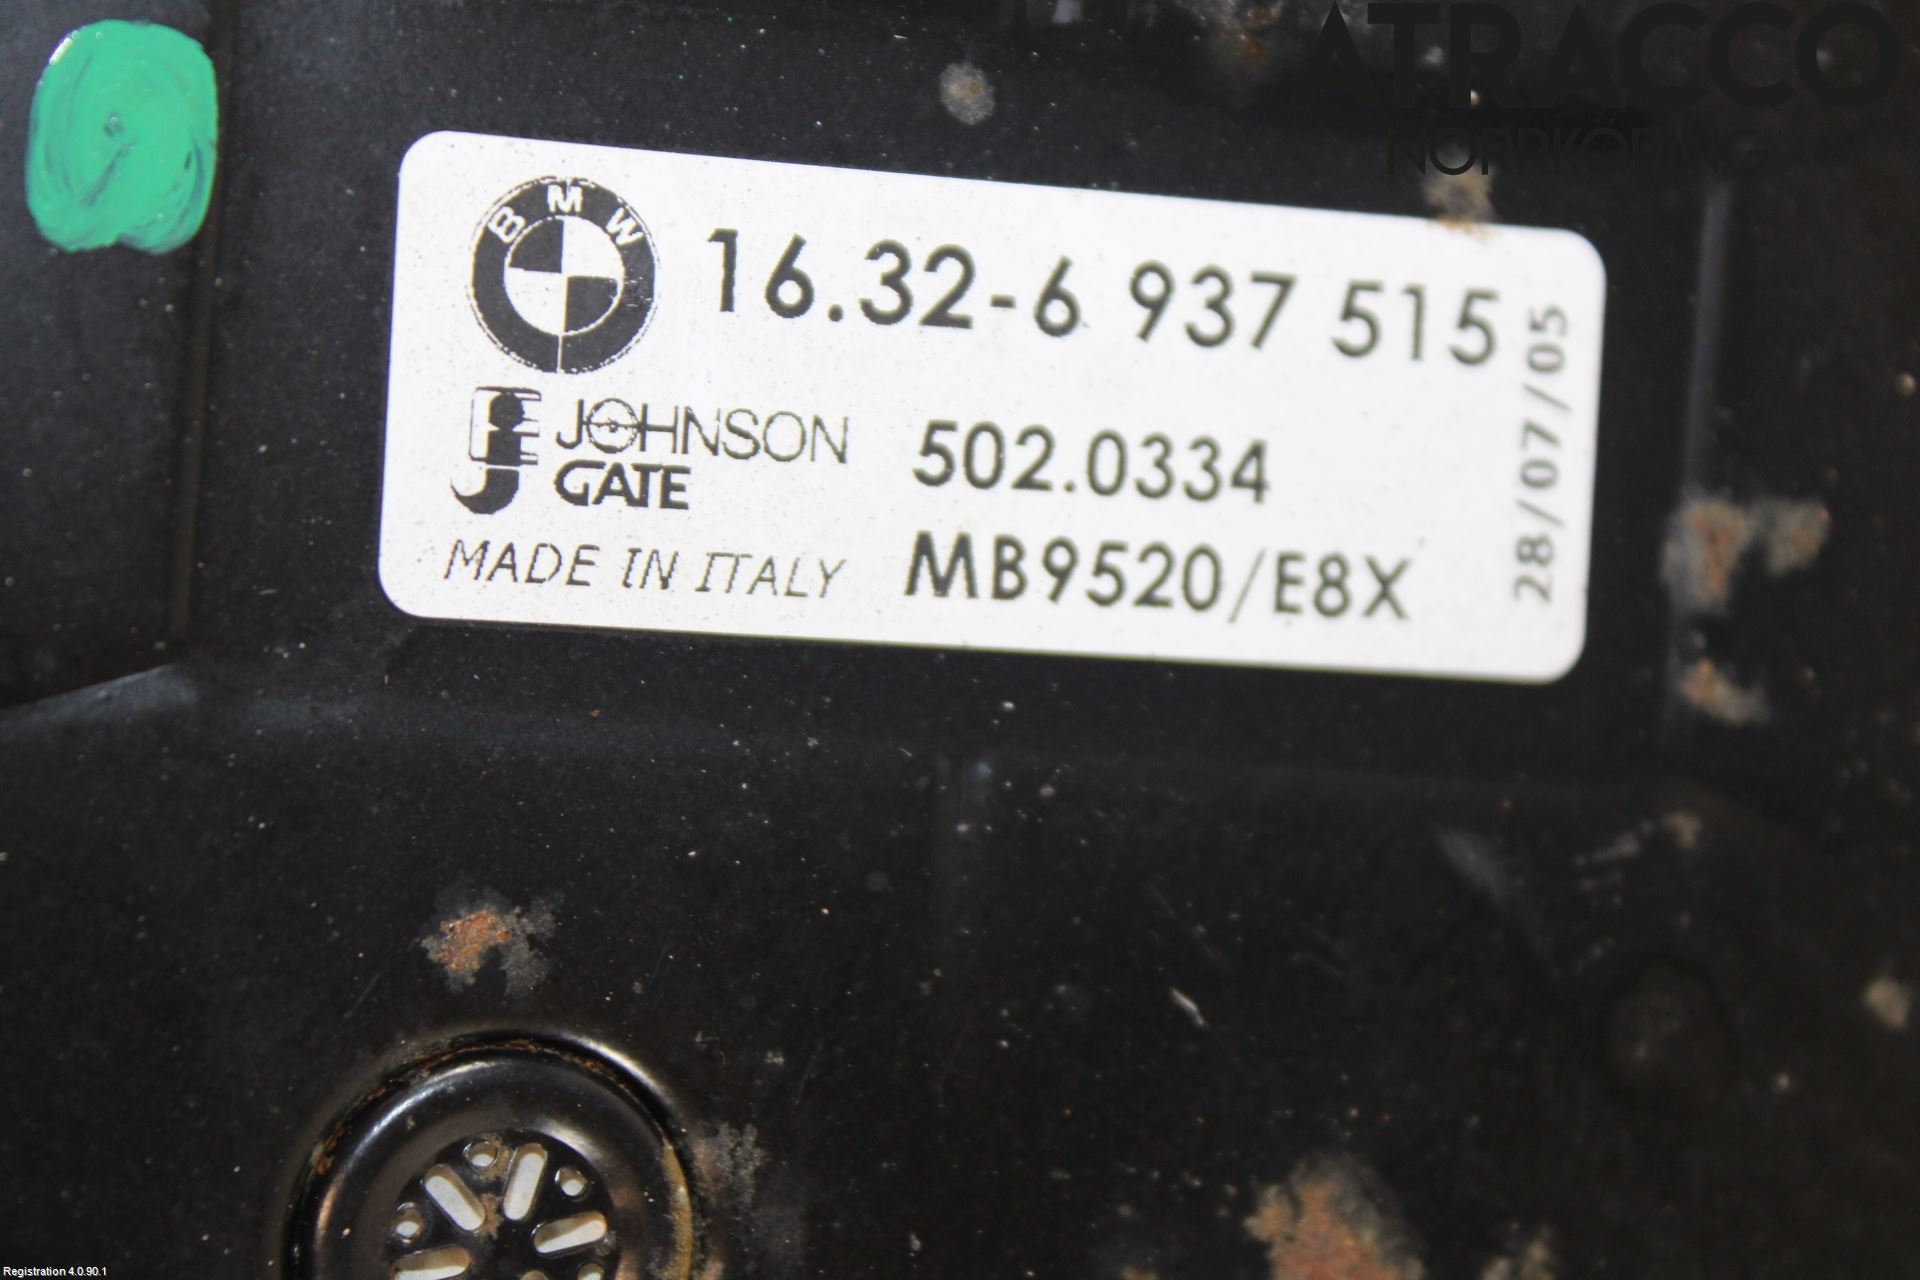 ATRACCO
NORRKÖPING
BMW
16.32-6 937 515
JOHNSON
GATE
502.0334
MADE IN ITALY
MB9520/E8X
28/07/05
Registration 4.0.90.1